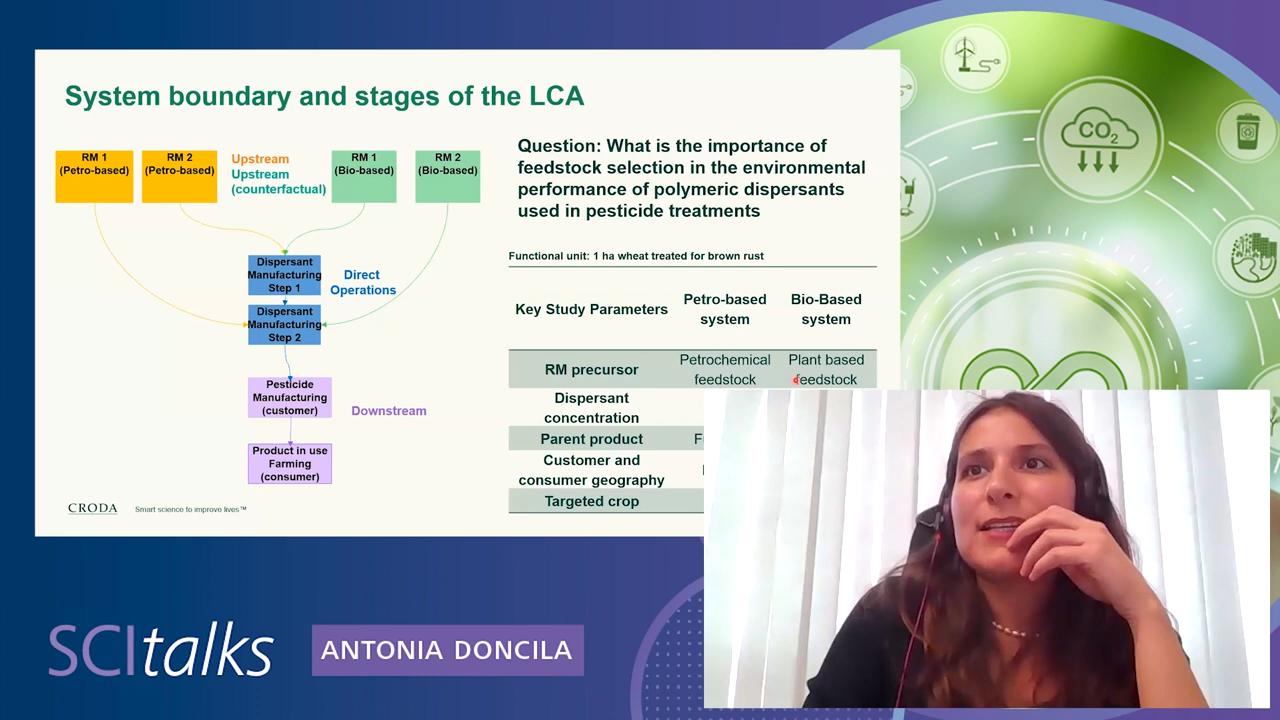 System boundary and stages of the LCA
RM 1
(Petro-based)
RM 2
(Petro-based)
Upstream
Upstream
(counterfactual)
RM 1
(Bio-based)
RM 2
(Bio-based)
Dispersant
Manufacturing
Step 1
Direct
Operations
Dispersant
Manufacturing
Step 2
Pesticide
Manufacturing
(customer)
Downstream
Product in use
Farming
(consumer)
Question: What is the importance of
feedstock selection in the environmental
performance of polymeric dispersants
used in pesticide treatments
Functional unit: 1 ha wheat treated for brown rust
Key Study Parameters
Petro-based
system
Bio-Based
system
RM precursor
Petrochemical
feedstock
Plant based
feedstock
Dispersant
concentration
Parent product
Customer and
consumer geography
Targeted crop
CRODA
Smart science to improve lives™
CO2
SCItalks
ANTONIA DONCILA